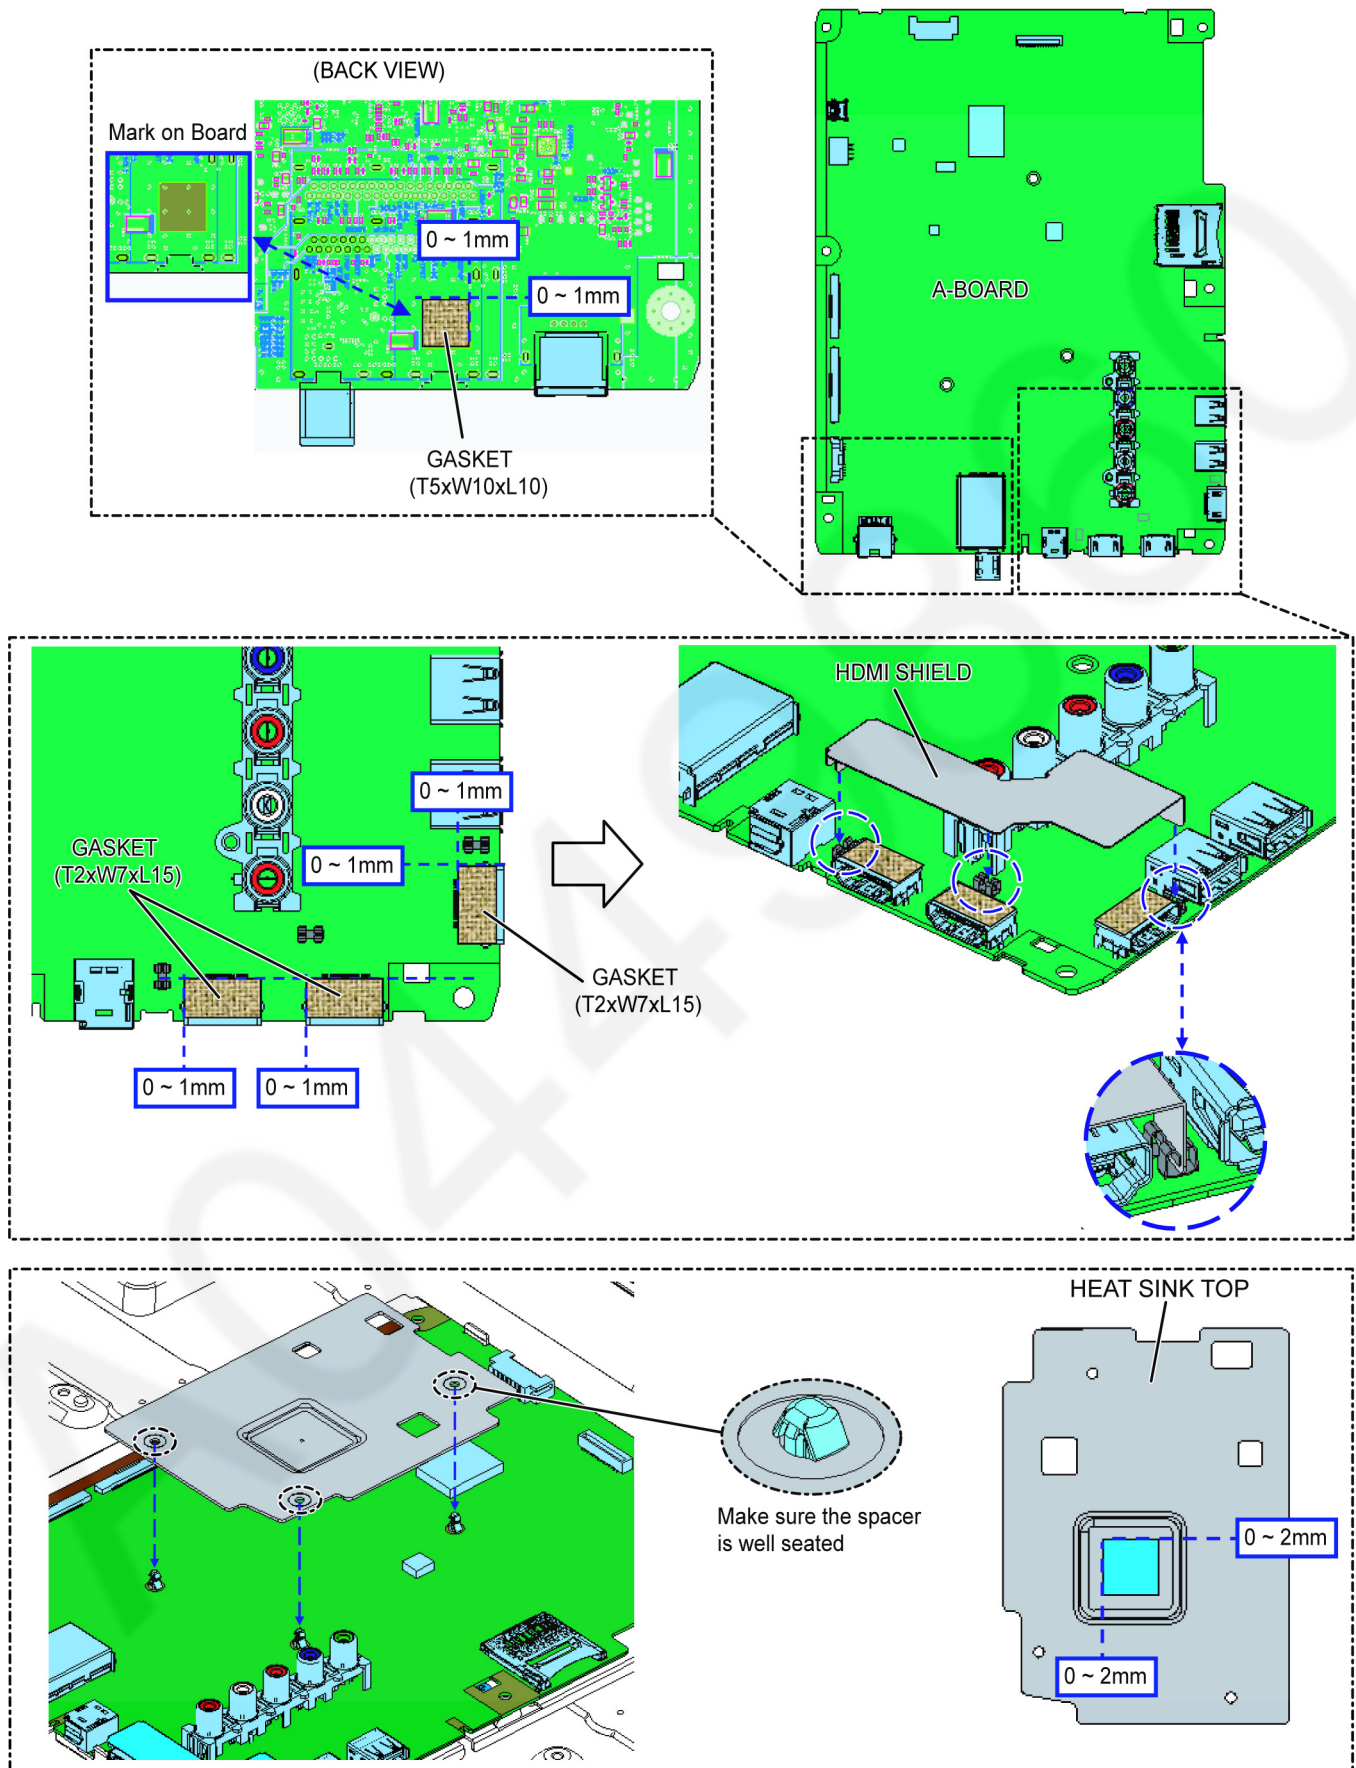 (BACK VIEW)
Mark on Board
0 ~ 1mm
0 ~ 1mm
GASKET
(T5xW10xL10)
A-BOARD
HDMI SHIELD
0 ~ 1mm
0 ~ 1mm
GASKET
(T2xW7xL15)
GASKET
(T2xW7xL15)
0 ~ 1mm
0 ~ 1mm
HEAT SINK TOP
Make sure the spacer
is well seated
0 ~ 2mm
0 ~ 2mm